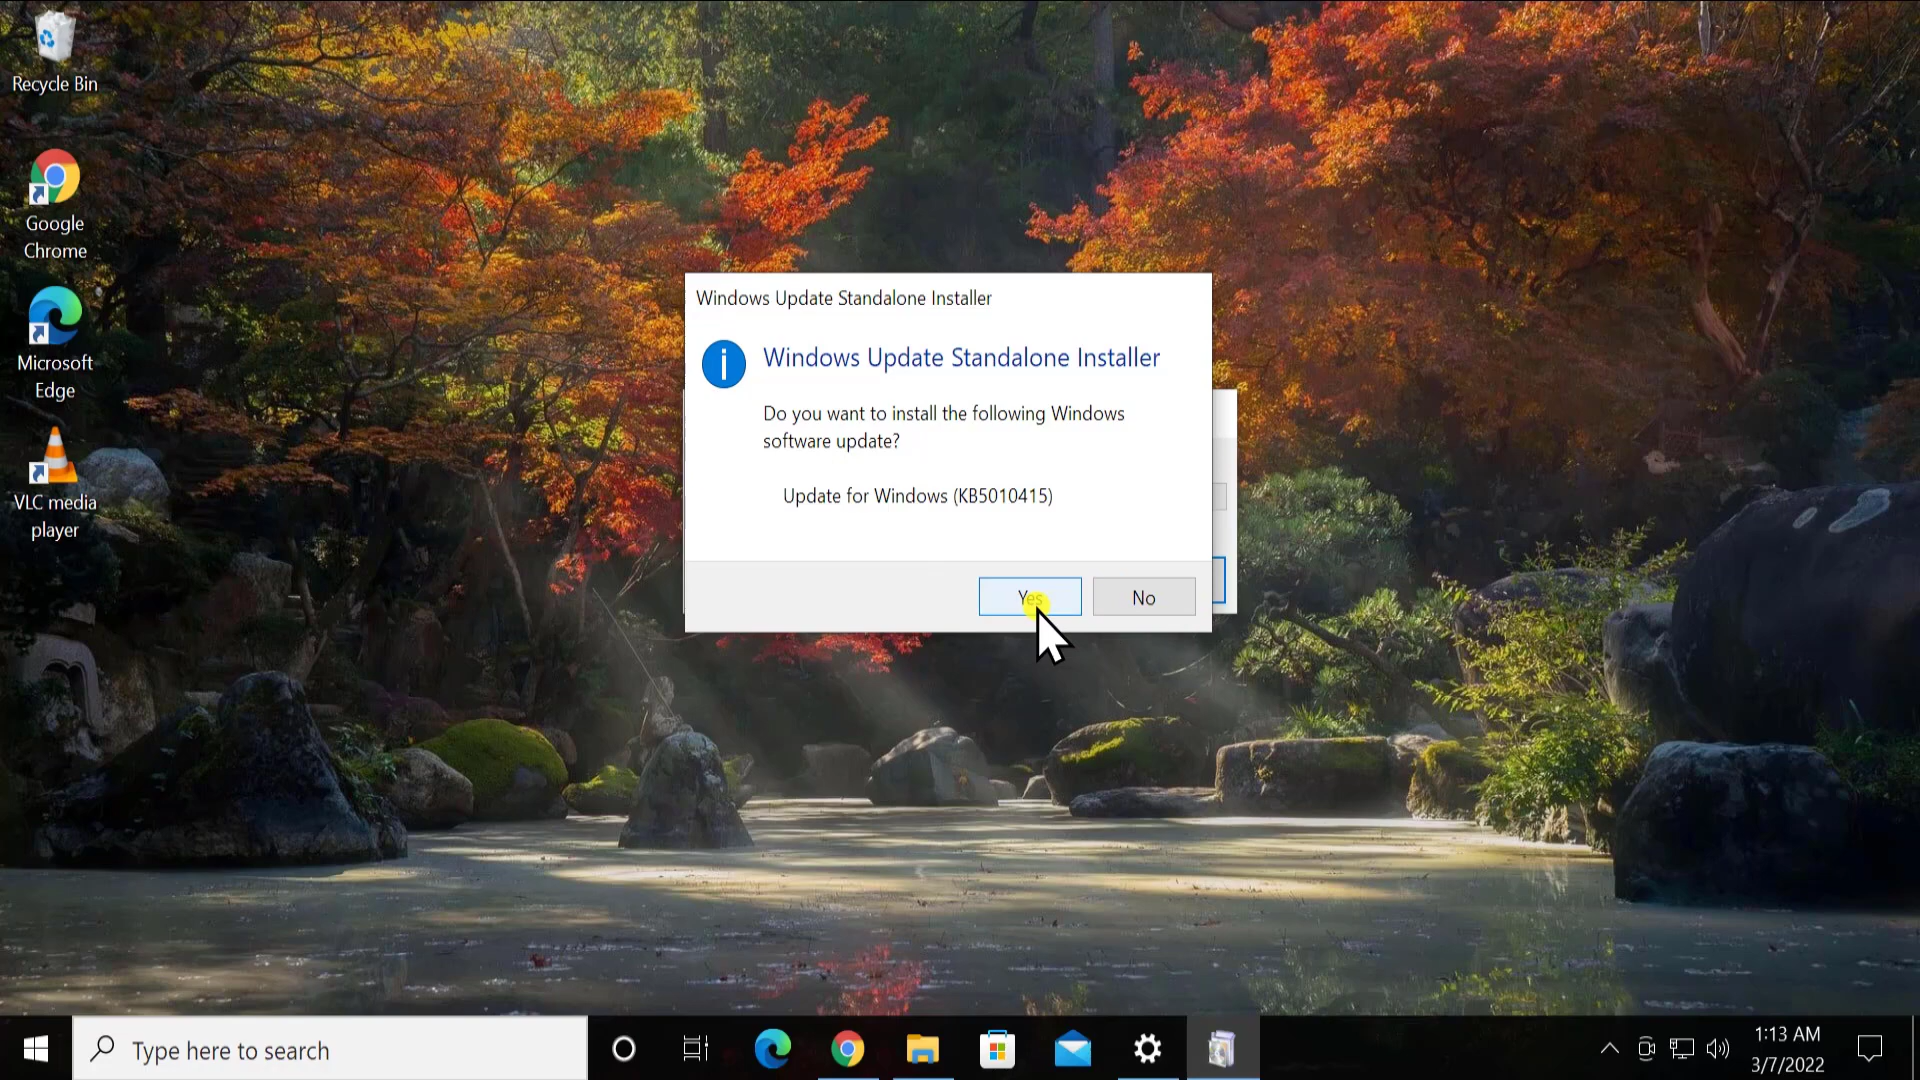 Recycle Bin
Google
Chrome
Microsoft
Edge
VLC media
player
Windows Update Standalone Installer
Windows Update Standalone Installer
Do you want to install the following Windows
software update?
Update for Windows (KB5010415)
Yes
No
Type here to search
1:13 AM
3/7/2022